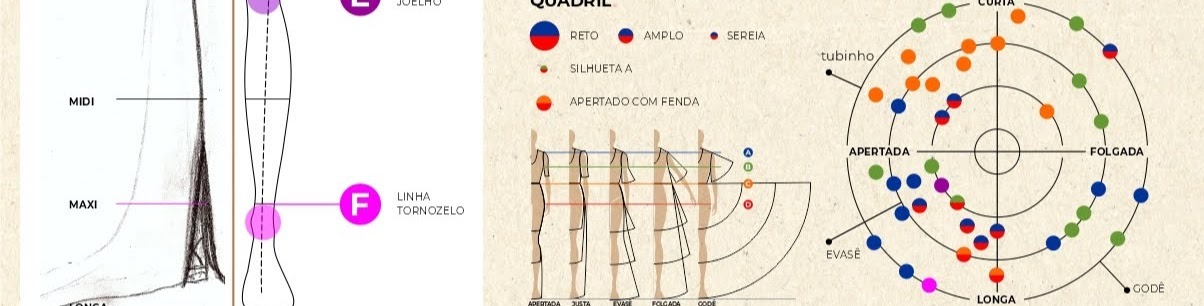 JOELHO
MIDI
MAXI
F
LINHA
TORNOZELO
LONGA
QUADRIL
RETO
AMPLO
SEREIA
SILHUETA A
APERTADO COM FENDA
A
B
C
D
APERTADA
JUSTA
EVASÊ
FOLGADA
GODÊ
CURTA
tubinho
APERTADA
FOLGADA
EVASÊ
GODÊ
LONGA